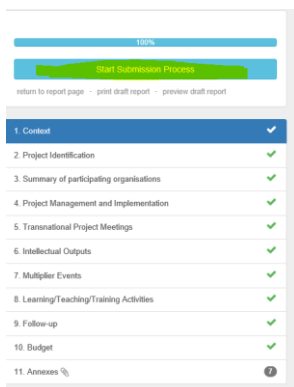 100%
Start Submission Process
return to report page - print draft report - preview draft report
1. Context
2. Project Identification
3. Summary of participating organisations
4. Project Management and Implementation
5. Transnational Project Meetings
6. Intellectual Outputs
7. Multiplier Events
8. Learning/Teaching/Training Activities
9. Follow-up
10. Budget
11. Annexes 7